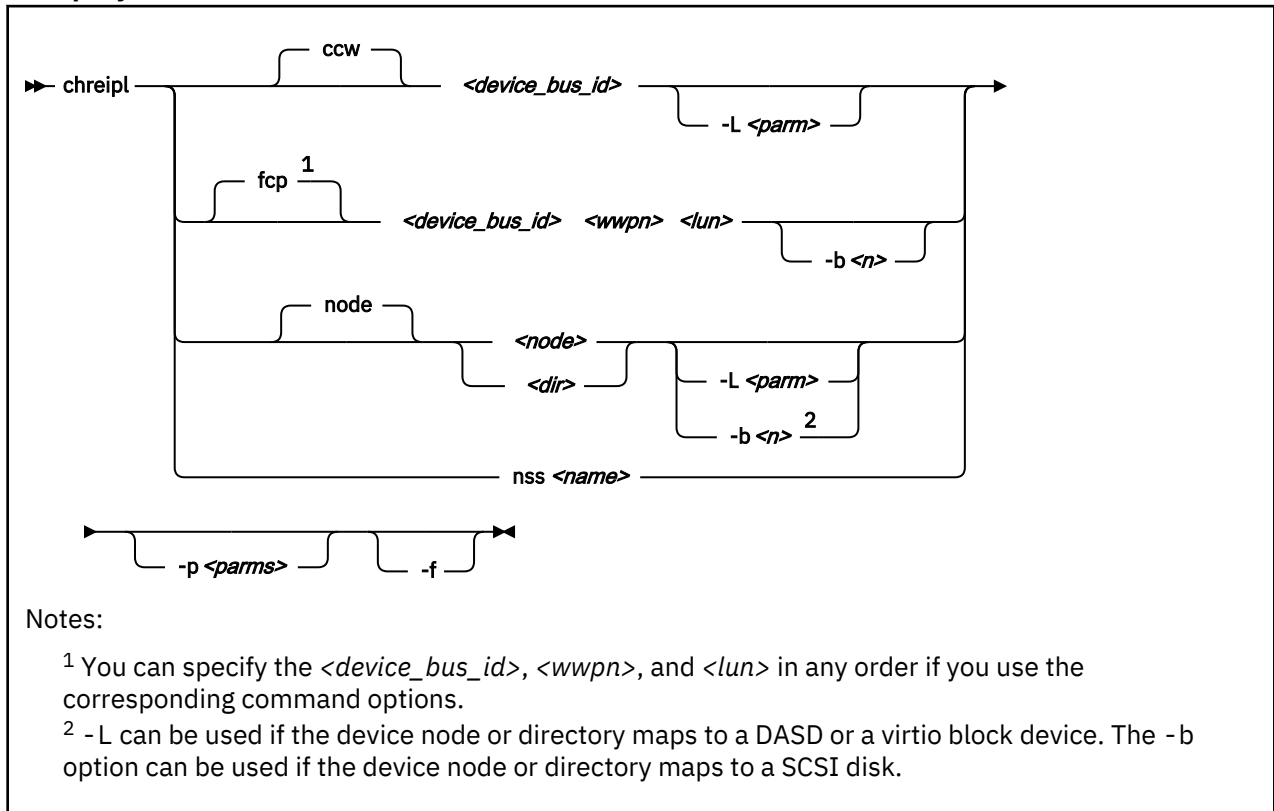 ccw
chreipl <device_bus_id>
-L <parm>
fcp 1
<device_bus_id> <wwpn> <lun>
-b <n>
node
<node>
<dir> -L <parm>
-b <n> 2
nss <name>
-p <parms> -f
Notes:
1 You can specify the <device_bus_id>, <wwpn>, and <lun> in any order if you use the
corresponding command options.
2 -L can be used if the device node or directory maps to a DASD or a virtio block device. The -b
option can be used if the device node or directory maps to a SCSI disk.